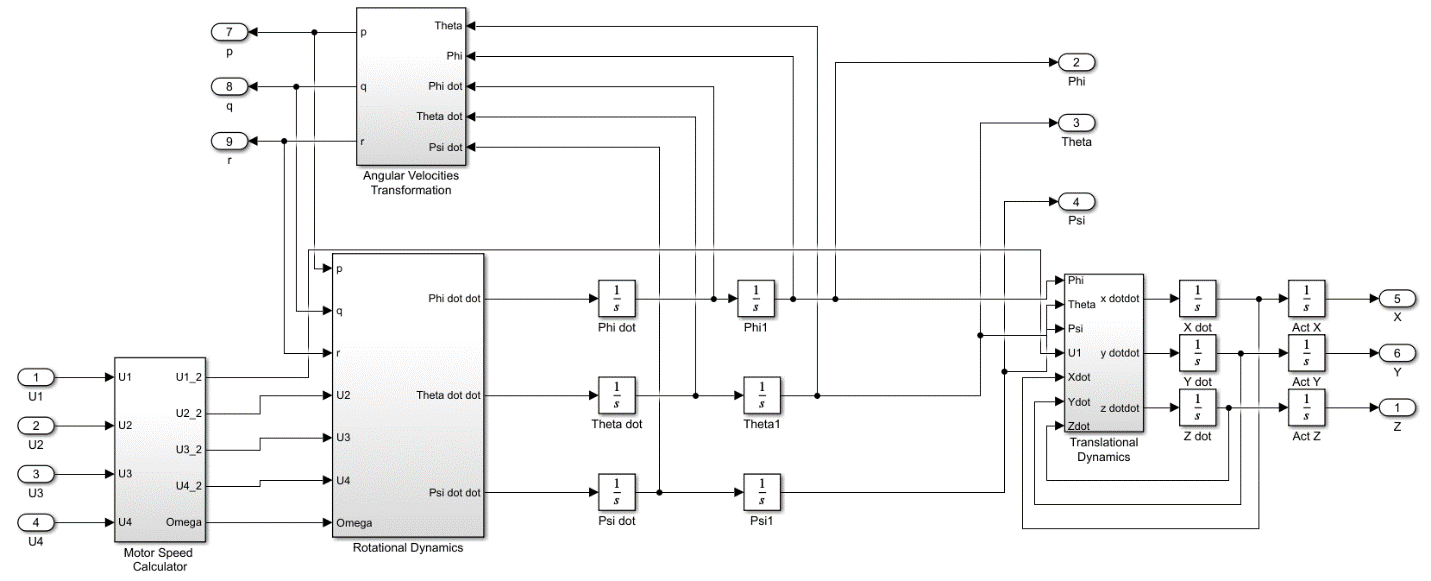 7
p
8
q
9
r
p
q
r
Theta
Phi
Phi dot
Theta dot
Psi dot
Angular Velocities
Transformation
2
Phi
3
Theta
4
Psi
1
U1
2
U2
3
U3
4
U4
U1
U2
U3
U4
U1_2
U2_2
U3_2
U4_2
Omega
Motor Speed
Calculator
p
q
r
U2
U3
U4
Omega
Phi dot dot
Theta dot dot
Psi dot dot
Rotational Dynamics
1
s
Phi dot
1
s
Phi1
1
s
Theta dot
1
s
Theta1
1
s
Psi dot
1
s
Psi1
Phi
Theta
Psi
U1
Xdot
Ydot
Zdot
x dotdot
y dotdot
z dotdot
Translational
Dynamics
1
s
X dot
1
s
Act X
5
X
1
s
Y dot
1
s
Act Y
6
Y
1
s
Z dot
1
s
Act Z
1
Z